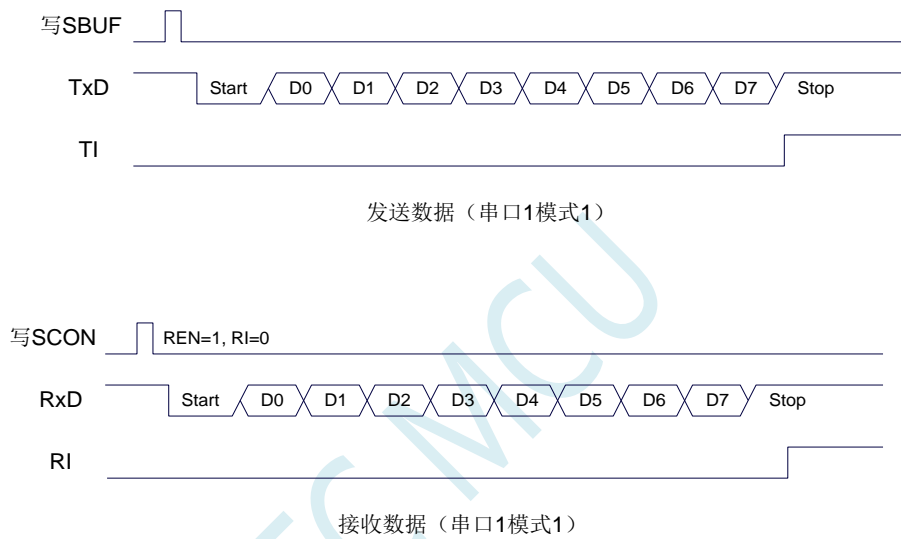 写SBUF
TxD Start D0 D1 D2 D3 D4 D5 D6 D7 Stop
TI
发送数据（串口1模式1）
写SCON REN=1, RI=0
RxD Start D0 D1 D2 D3 D4 D5 D6 D7 Stop
RI
接收数据（串口1模式1）
MCU